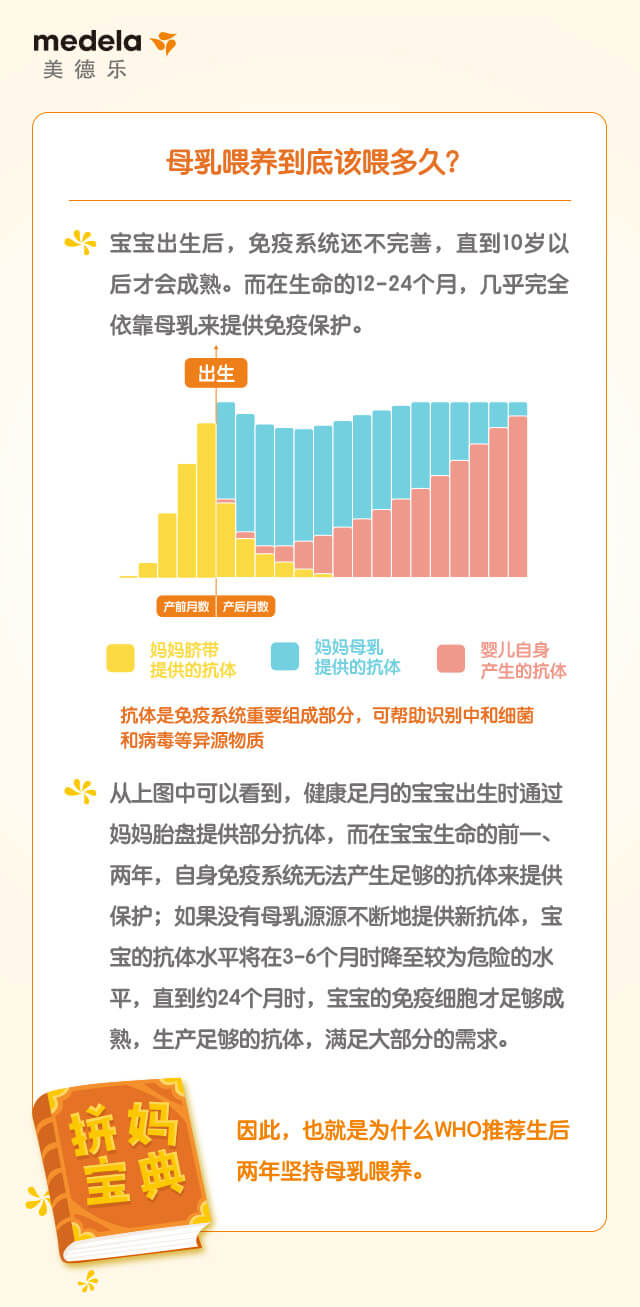 medela
美德乐
母乳喂养到底该喂多久?
宝宝出生后，免疫系统还不完善，直到10岁以
后才会成熟。而在生命的12-24个月，几乎完全
依靠母乳来提供免疫保护。
出生
产前月数 产后月数
妈妈脐带
提供的抗体
妈妈母乳
提供的抗体
婴儿自身
产生的抗体
抗体是免疫系统重要组成部分，可帮助识别中和细菌
和病毒等异源物质
从上图中可以看到，健康足月的宝宝出生时通过
妈妈胎盘提供部分抗体，而在宝宝生命的前一、
两年，自身免疫系统无法产生足够的抗体来提供
保护；如果没有母乳源源不断地提供新抗体，宝
宝的抗体水平将在3-6个月时降至较为危险的水
平，直到约24个月时，宝宝的免疫细胞才足够成
熟，生产足够的抗体，满足大部分的需求。
拼妈
宝典
因此，也就是为什么WHO推荐生后
两年坚持母乳喂养。